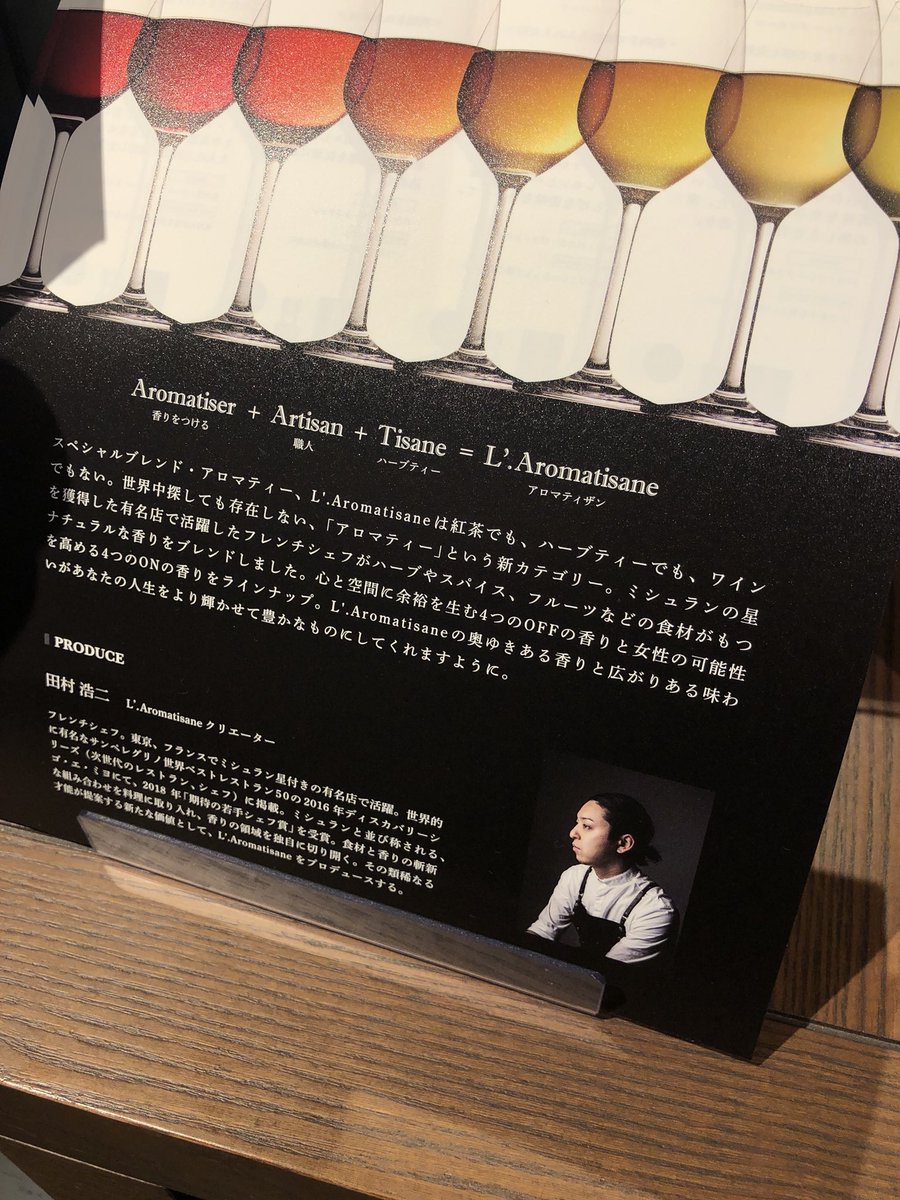 Aromatiser + Artisan + Tisane = L'.Aromatisane
香りをつける 職人 ハーブティー アロマティザン
スペシャルブレンド・アロマティー、L'.Aromatisaneは紅茶でも、ハーブティーでも、ワイン
でもない。世界中探しても存在しない、「アロマティー」という新カテゴリー。ミシュランの星
を獲得した有名店で活躍したフレンチシェフがハーブやスパイス、フルーツなどの食材がもつ
ナチュラルな香りをブレンドしました。心と空間に余裕を生む4つのOFFの香りと女性の可能性
を高める4つのONの香りをラインナップ。L'.Aromatisaneの奥ゆきある香りと広がりある味わ
いがあなたの人生をより輝かせて豊かなものにしてくれますように。
PRODUCE
田村 浩二 L'.Aromatisane クリエーター
フレンチシェフ。東京、フランスでミシュラン星付きの有名店で活躍。世界的
に有名なサンペレグリノ世界ベストレストラン50の2016年ディスカバリーシ
リーズ（次世代のレストラン、シェフ）に掲載。ミシュランと並び称される、
ゴ・エ・ミヨにて、2018年「期待の若手シェフ賞」を受賞。食材と香りの斬新
な組み合わせを料理に取り入れ、香りの領域を独自に切り開く。その類稀なる
才能が提案する新たな価値として、L'.Aromatisane をプロデュースする。